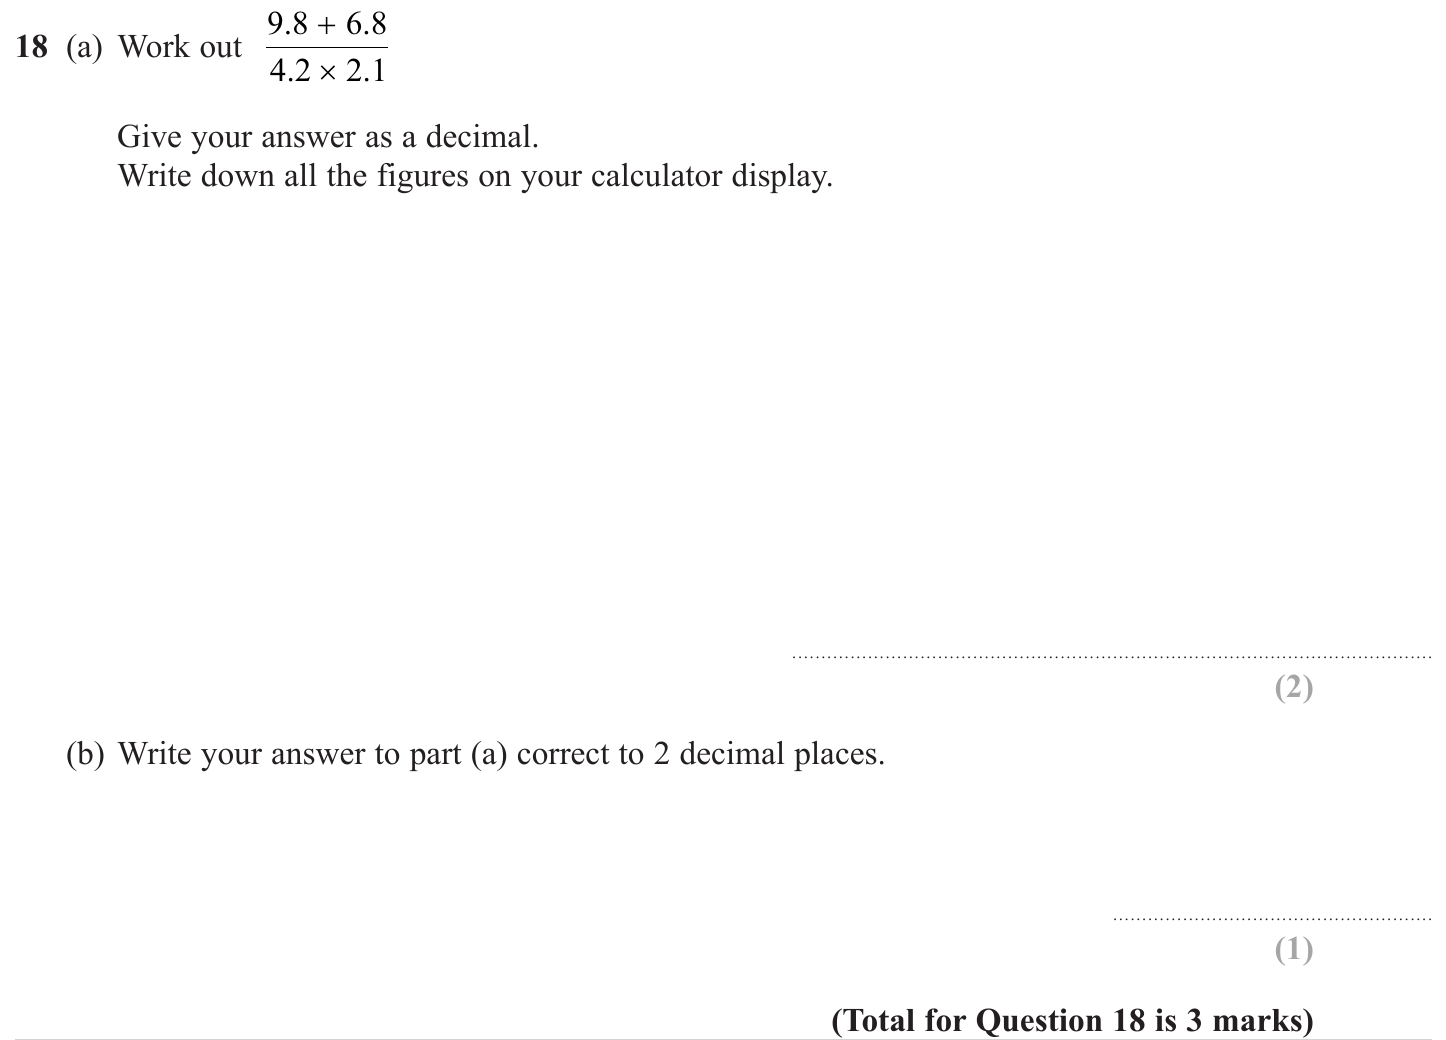 18 (a) Work out 9.8 + 6.8
4.2 × 2.1
Give your answer as a decimal.
Write down all the figures on your calculator display.
(2)
(b) Write your answer to part (a) correct to 2 decimal places.
(1)
(Total for Question 18 is 3 marks)